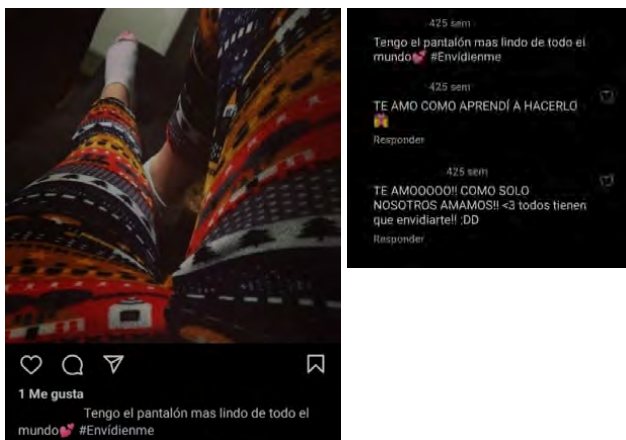 1 Me gusta
Tengo el pantalón mas lindo de todo el
mundo💕 #Envídienme
425 sem
Tengo el pantalón mas lindo de todo el
mundo💕 #Envídienme
425 sem
TE AMO COMO APRENDÍ A HACERLO
👫
Responder
425 sem
TE AMOOOOO!! COMO SOLO
NOSOTROS AMAMOS!! <3 todos tienen
que envidiarte!! :DD
Responder